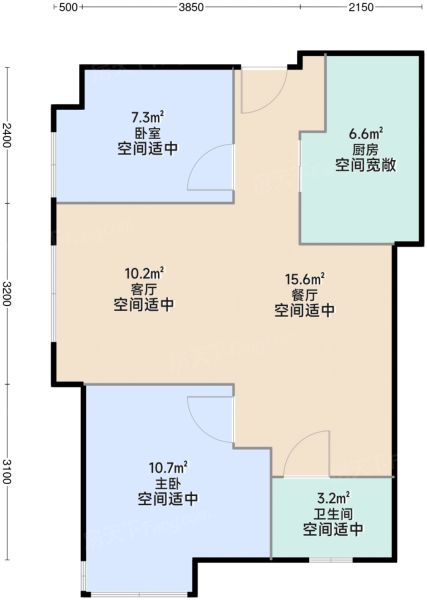 500 3850 2150
2400
3200
3100
7.3㎡
卧室
空间适中
6.6㎡
厨房
空间宽敞
10.2㎡
客厅
空间适中
15.6㎡
餐厅
空间适中
10.7㎡
主卧
空间适中
3.2㎡
卫生间
空间适中